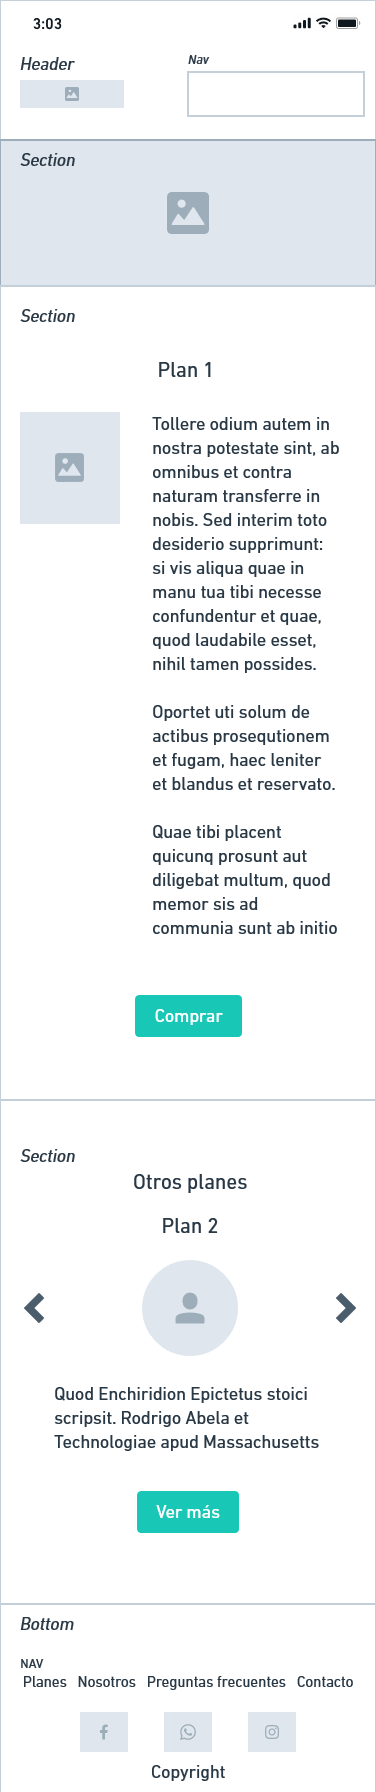 3:03
Header
Nav
Section
Section
Plan 1
Tollere odium autem in
nostra potestate sint, ab
omnibus et contra
naturam transferre in
nobis. Sed interim toto
desiderio supprimunt:
si vis aliqua quae in
manu tua tibi necesse
confundentur et quae,
quod laudabile esset,
nihil tamen possides.
Oportet uti solum de
actibus prosequtionem
et fugam, haec leniter
et blandus et reservato.
Quae tibi placent
quicunq prosunt aut
diligebat multum, quod
memor sis ad
communia sunt ab initio
Comprar
Section
Otros planes
Plan 2
Quod Enchiridion Epictetus stoici
scripsit. Rodrigo Abela et
Technologiae apud Massachusetts
Ver más
Bottom
NAV
Planes Nosotros Preguntas frecuentes Contacto
Copyright